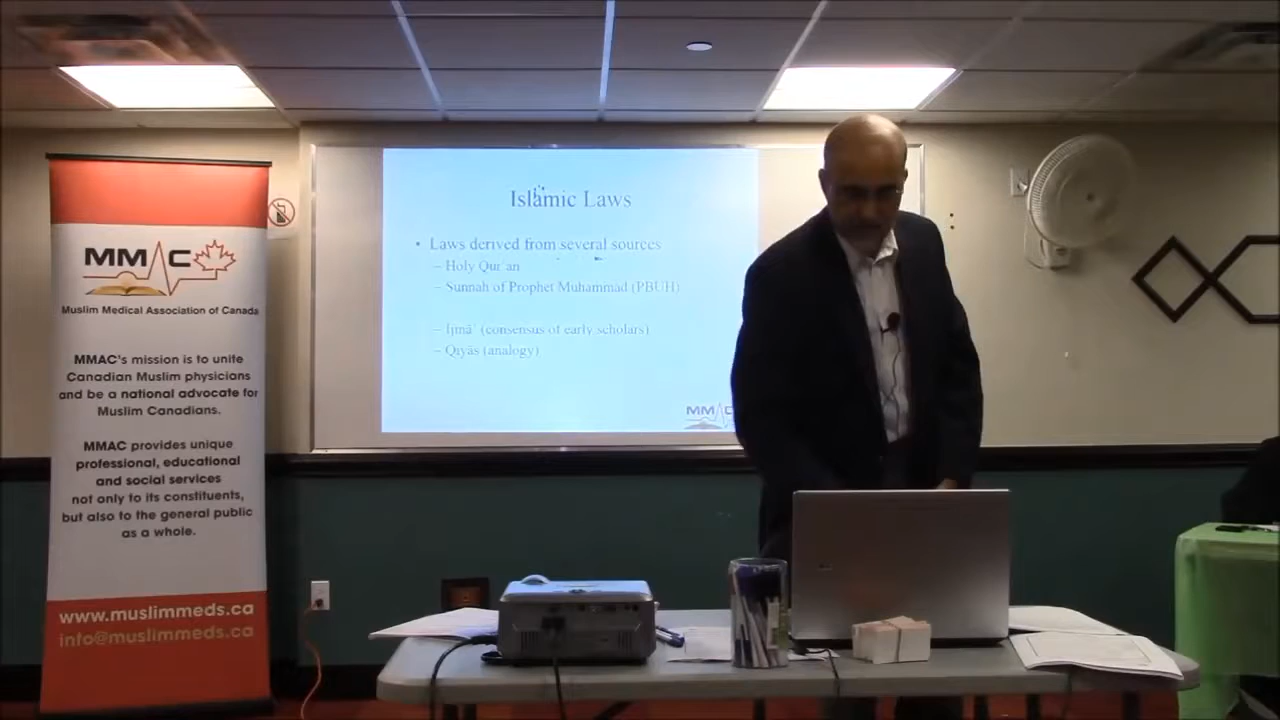 MMAC
Muslim Medical Association of Canada
MMAC's mission is to unite
Canadian Muslim physicians
and be a national advocate for
Muslim Canadians.
MMAC provides unique
professional, educational
and social services
not only to its constituents,
but also to the general public
as a whole.
www.muslimmeds.ca
info@muslimmeds.ca
Islamic Laws
• Laws derived from several sources
– Holy Qur'an
– Sunnah of Prophet Muhammad (PBUH)
– Ijmā' (consensus of early scholars)
– Qiyās (analogy)
MM